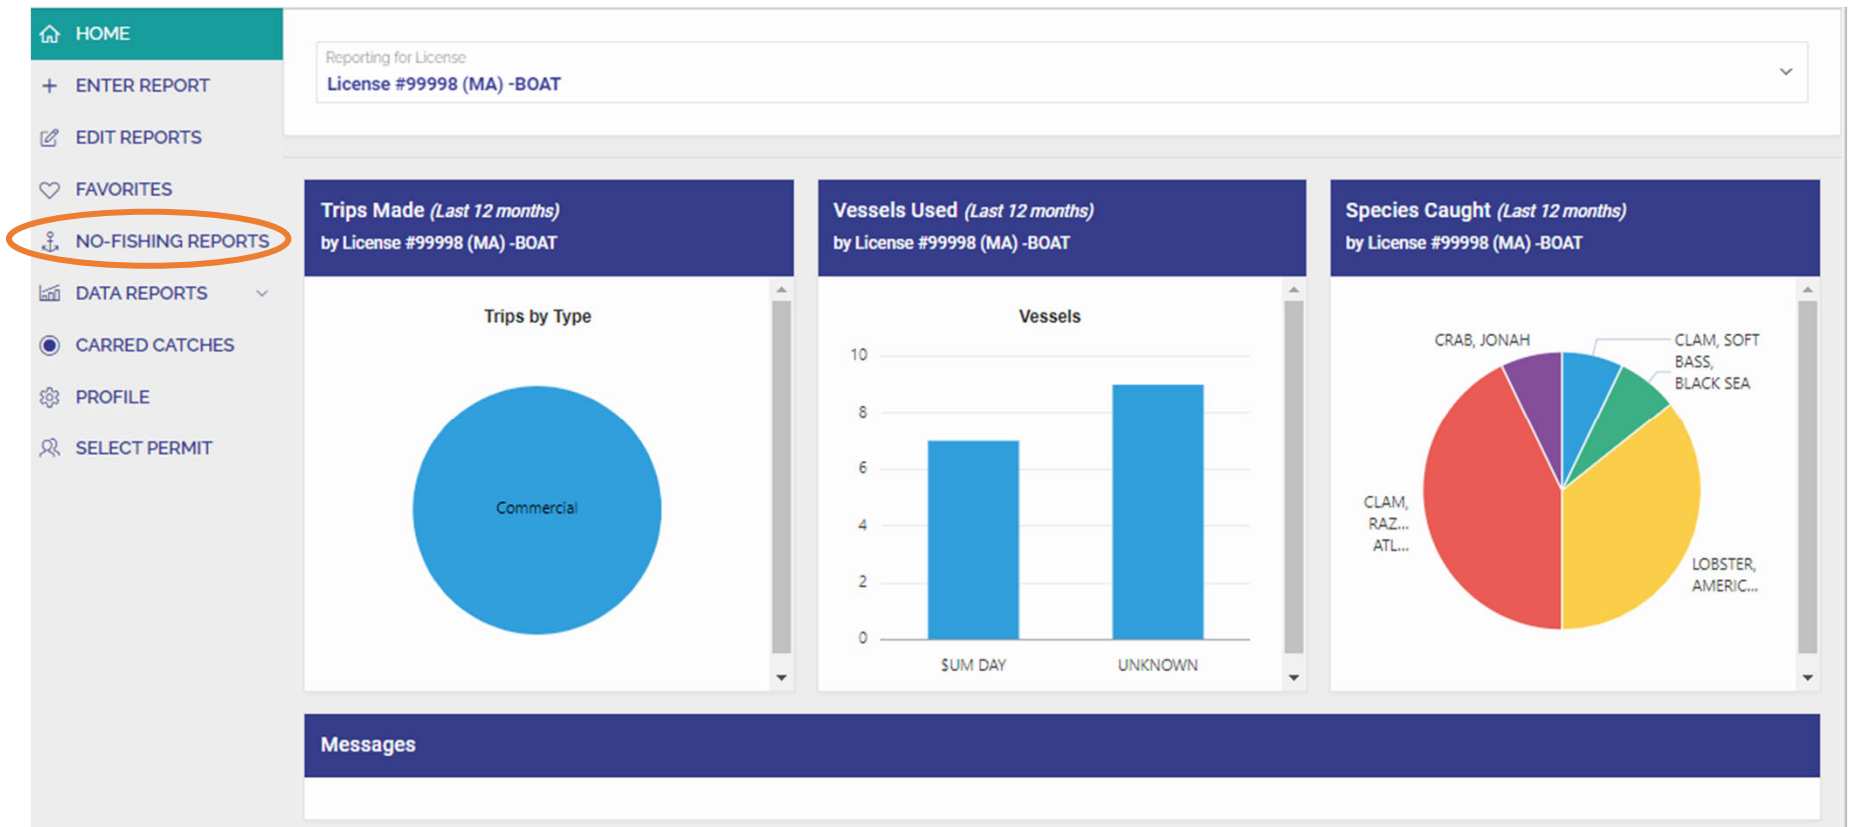 HOME
ENTER REPORT
EDIT REPORTS
FAVORITES
NO-FISHING REPORTS
DATA REPORTS
CARRED CATCHES
PROFILE
SELECT PERMIT
Reporting for License
License #99998 (MA) -BOAT
Trips Made (Last 12 months)
by License #99998 (MA) -BOAT
Trips by Type
Commercial
Vessels Used (Last 12 months)
by License #99998 (MA) -BOAT
Vessels
10
8
6
4
2
0
$UM DAY
UNKNOWN
Species Caught (Last 12 months)
by License #99998 (MA) -BOAT
CRAB, JONAH
CLAM, SOFT
BASS,
BLACK SEA
CLAM,
RAZ...
ATL...
LOBSTER,
AMERIC...
Messages